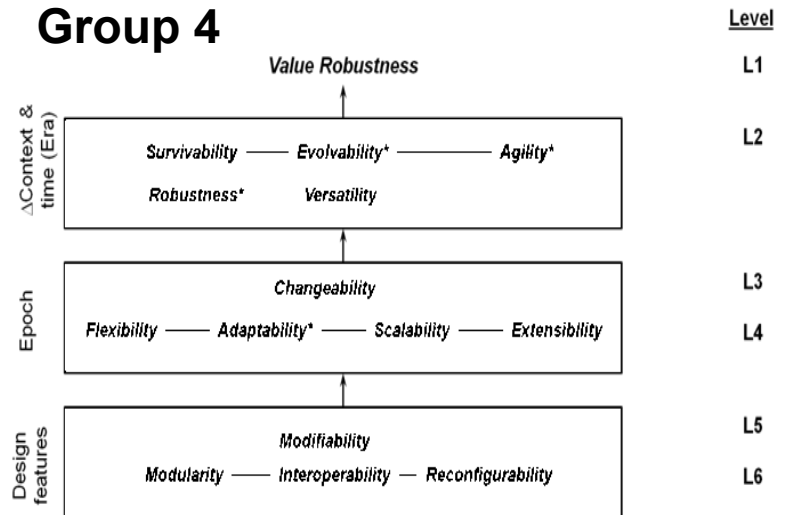 Group 4
Level
Value Robustness
L1
ΔContext &
time (Era)
L2
Survivability Evolvability* Agility*
Robustness* Versatility
Epoch
Changeability
L3
Flexibility Adaptability* Scalability Extensibility
L4
Design
features
Modifiability
L5
Modularity Interoperability Reconfigurability
L6